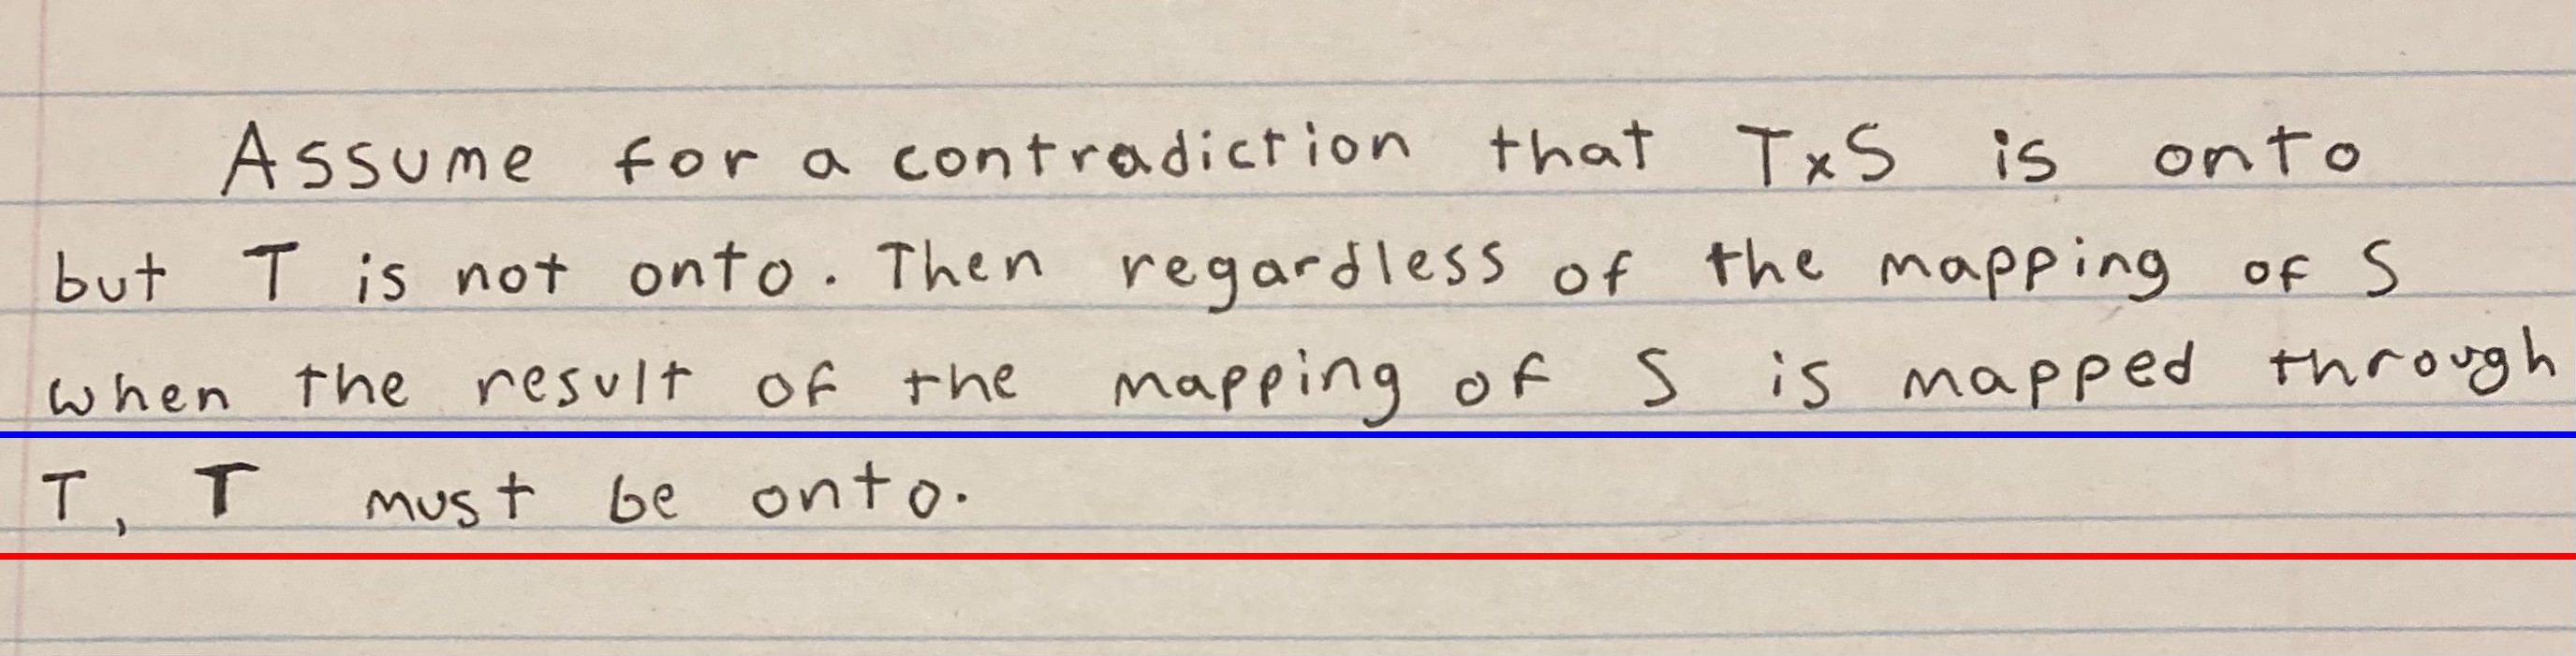 Assume for a contradiction that TxS is onto
but T is not onto. Then regardless of the mapping of S
when the result of the mapping of S is mapped through
T, T must be onto.